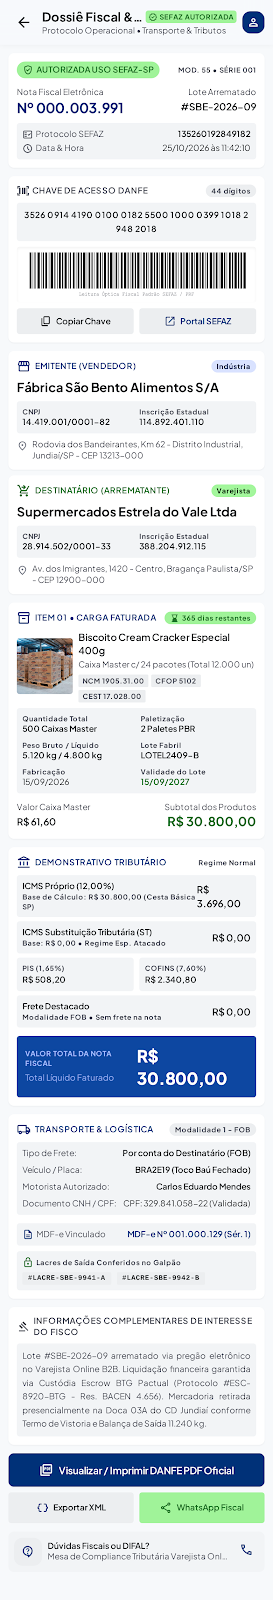 Dossiê Fiscal &... SEFAZ AUTORIZADA
Protocolo Operacional • Transporte & Tributos
AUTORIZADA USO SEFAZ-SP MOD. 55 • SÉRIE 001
Nota Fiscal Eletrônica Lote Arrematado
Nº 000.003.991 #SBE-2026-09
Protocolo SEFAZ 135260192849182
Data & Hora 25/10/2026 às 11:42:10
CHAVE DE ACESSO DANFE 44 dígitos
3526 0914 4190 0100 0182 5500 1000 0399 1018 2
948 2018
Leitura Óptica Fiscal Padrão SEFAZ / PRF
Copiar Chave Portal SEFAZ
EMITENTE (VENDEDOR) Indústria
Fábrica São Bento Alimentos S/A
CNPJ Inscrição Estadual
14.419.001/0001-82 114.892.401.110
Rodovia dos Bandeirantes, Km 62 - Distrito Industrial,
Jundiaí/SP - CEP 13213-000
DESTINATÁRIO (ARREMATANTE) Varejista
Supermercados Estrela do Vale Ltda
CNPJ Inscrição Estadual
28.914.502/0001-33 388.204.912.115
Av. dos Imigrantes, 1420 - Centro, Bragança Paulista/SP
- CEP 12900-000
ITEM 01 • CARGA FATURADA 365 dias restantes
Biscoito Cream Cracker Especial
400g
Caixa Master c/ 24 pacotes (Total 12.000 un)
NCM 1905.31.00 CFOP 5102
CEST 17.028.00
Quantidade Total Paletização
500 Caixas Master 2 Paletes PBR
Peso Bruto / Líquido Lote Fabril
5.120 kg / 4.800 kg LOTEL2409-B
Fabricação Validade do Lote
15/09/2026 15/09/2027
Valor Caixa Master Subtotal dos Produtos
R$ 61,60 R$ 30.800,00
DEMONSTRATIVO TRIBUTÁRIO Regime Normal
ICMS Próprio (12,00%) R$
Base de Cálculo: R$ 30.800,00 (Cesta Básica 3.696,00
SP)
ICMS Substituição Tributária (ST) R$ 0,00
Base: R$ 0,00 • Regime Esp. Atacado
PIS (1,65%) COFINS (7,60%)
R$ 508,20 R$ 2.340,80
Frete Destacado R$ 0,00
Modalidade FOB • Sem frete na nota
VALOR TOTAL DA NOTA R$
FISCAL 30.800,00
Total Líquido Faturado
TRANSPORTE & LOGÍSTICA Modalidade 1 - FOB
Tipo de Frete: Por conta do Destinatário (FOB)
Veículo / Placa: BRA2E19 (Toco Baú Fechado)
Motorista Autorizado: Carlos Eduardo Mendes
Documento CNH / CPF: CPF: 329.841.058-22 (Validada)
MDF-e Vinculado MDF-e Nº 001.000.129 (Sér. 1)
Lacres de Saída Conferidos no Galpão
#LACRE-SBE-9941-A #LACRE-SBE-9942-B
INFORMAÇÕES COMPLEMENTARES DE INTERESSE
DO FISCO
Lote #SBE-2026-09 arrematado via pregão eletrônico
no Varejista Online B2B. Liquidação financeira garantida
via Custódia Escrow BTG Pactual (Protocolo #ESC-
8920-BTG - Res. BACEN 4.656). Mercadoria retirada
presencialmente na Doca 03A do CD Jundiaí conforme
Termo de Vistoria e Balança de Saída 11.240 kg.
Visualizar / Imprimir DANFE PDF Oficial
Exportar XML WhatsApp Fiscal
Dúvidas Fiscais ou DIFAL?
Mesa de Compliance Tributária Varejista Onl...